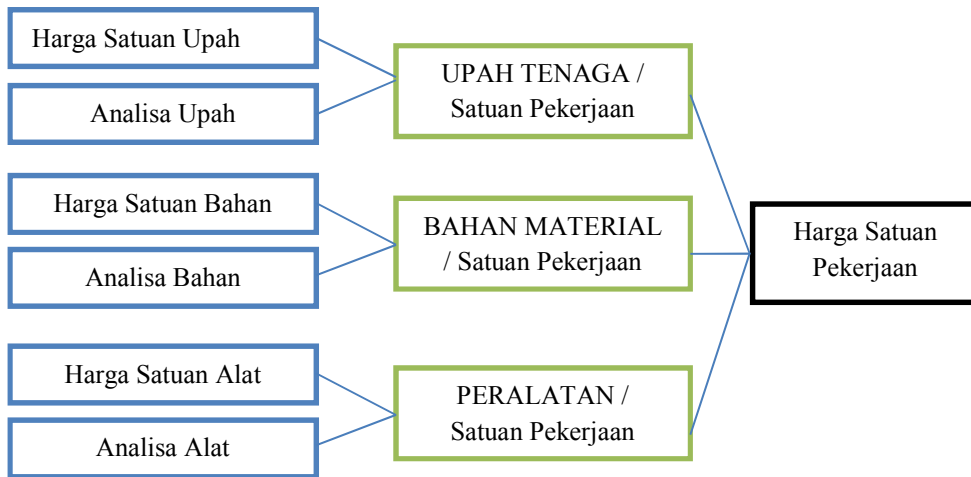 Harga Satuan Upah
Analisa Upah
UPAH TENAGA /
Satuan Pekerjaan
Harga Satuan Bahan
Analisa Bahan
BAHAN MATERIAL
/ Satuan Pekerjaan
Harga Satuan Alat
Analisa Alat
PERALATAN /
Satuan Pekerjaan
Harga Satuan
Pekerjaan